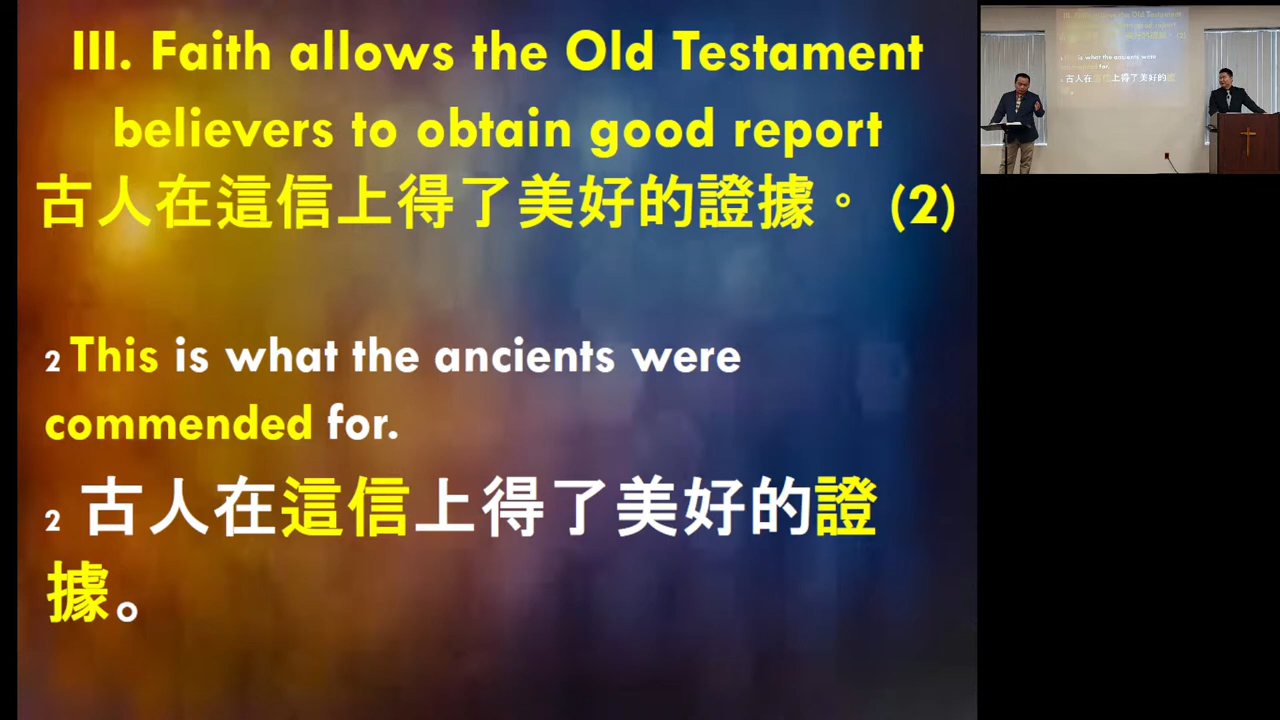 III. Faith allows the Old Testament
believers to obtain good report
古人在這信上得了美好的證據。 (2)
2 This is what the ancients were
commended for.
2 古人在這信上得了美好的證
據。